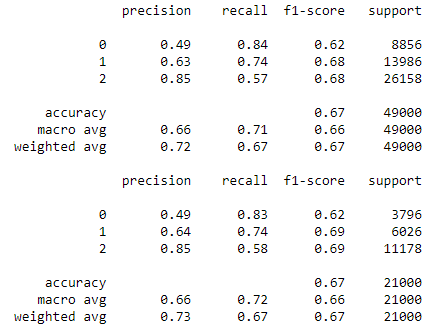 precision recall f1-score support
0 0.49 0.84 0.62 8856
1 0.63 0.74 0.68 13986
2 0.85 0.57 0.68 26158
accuracy 0.67 49000
macro avg 0.66 0.71 0.66 49000
weighted avg 0.72 0.67 0.67 49000
precision recall f1-score support
0 0.49 0.83 0.62 3796
1 0.64 0.74 0.69 6026
2 0.85 0.58 0.69 11178
accuracy 0.67 21000
macro avg 0.66 0.72 0.66 21000
weighted avg 0.73 0.67 0.67 21000